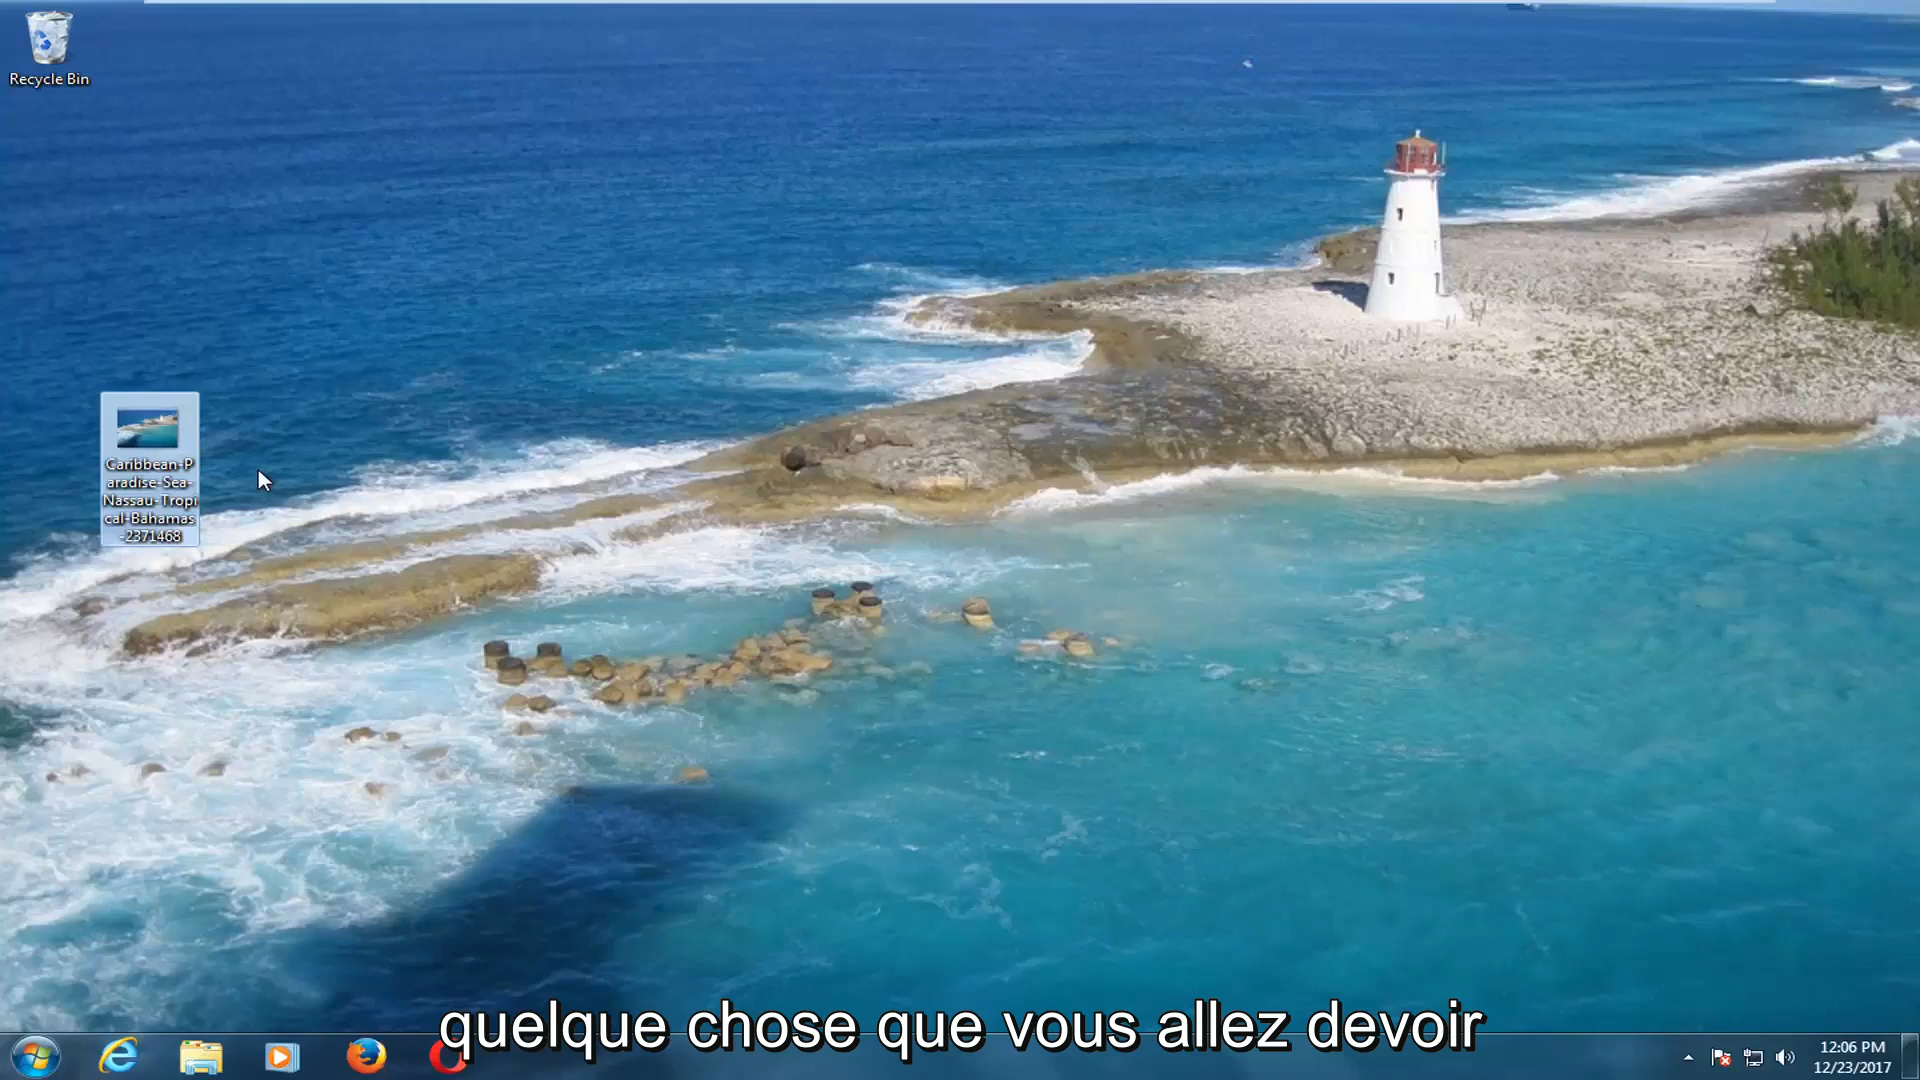 Recycle Bin
Caribbean-P
aradise-Sea-
Nassau-Tropi
cal-Bahamas
-2371468
quelque chose que vous allez devoir
12:06 PM
12/23/2017